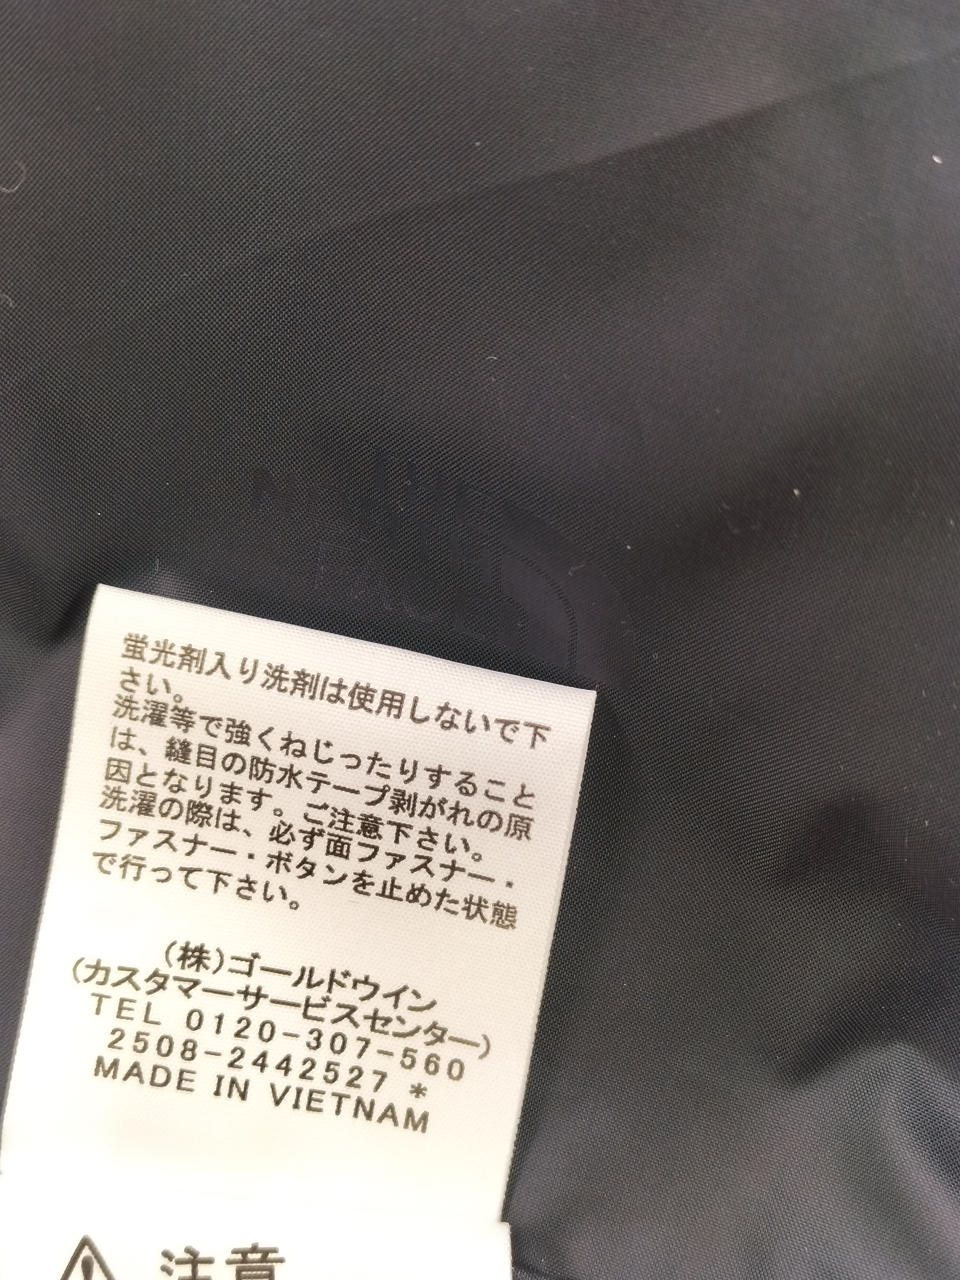 蛍光剤入り洗剤は使用しないで下
さい。
洗濯等で強くねじったりすること
は、縫目の防水テープ剥がれの原
因となります。ご注意下さい。
洗濯の際は、必ず面ファスナー・
ファスナー・ボタンを止めた状態
で行って下さい。
(株)ゴールドウイン
(カスタマーサービスセンター)
TEL 0120-307-560
2508-2442527 *
MADE IN VIETNAM
注意